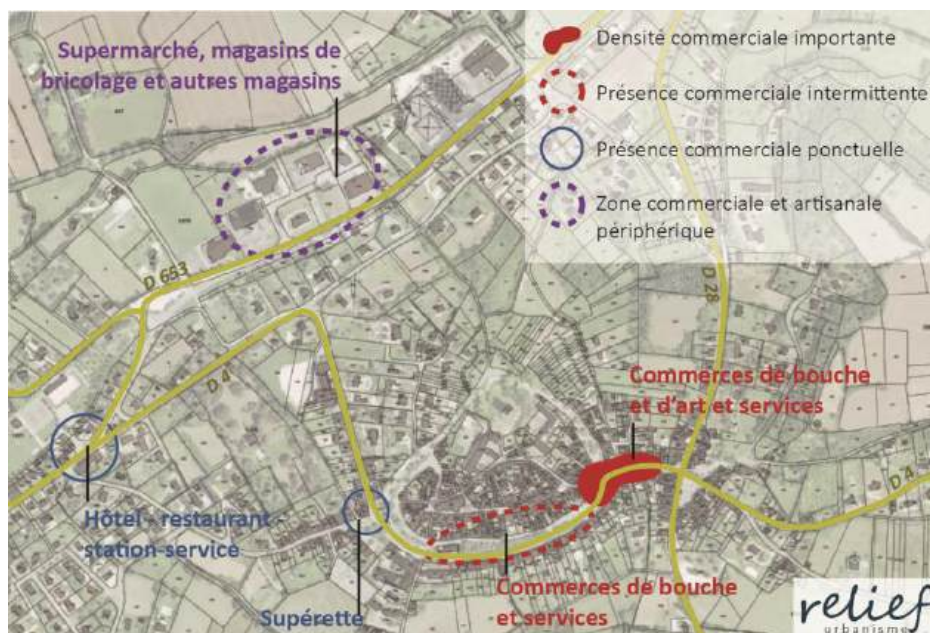 Supermarché, magasins de
bricolage et autres magasins
Densité commerciale importante
Présence commerciale intermittente
Présence commerciale ponctuelle
Zone commerciale et artisanale
périphérique
D 653
D 28
D 4
Commerces de bouche
et d'art et services
D 4
Hôtel - restaurant -
station-service
Supérette
Commerces de bouche
et services
relief
urbanisme